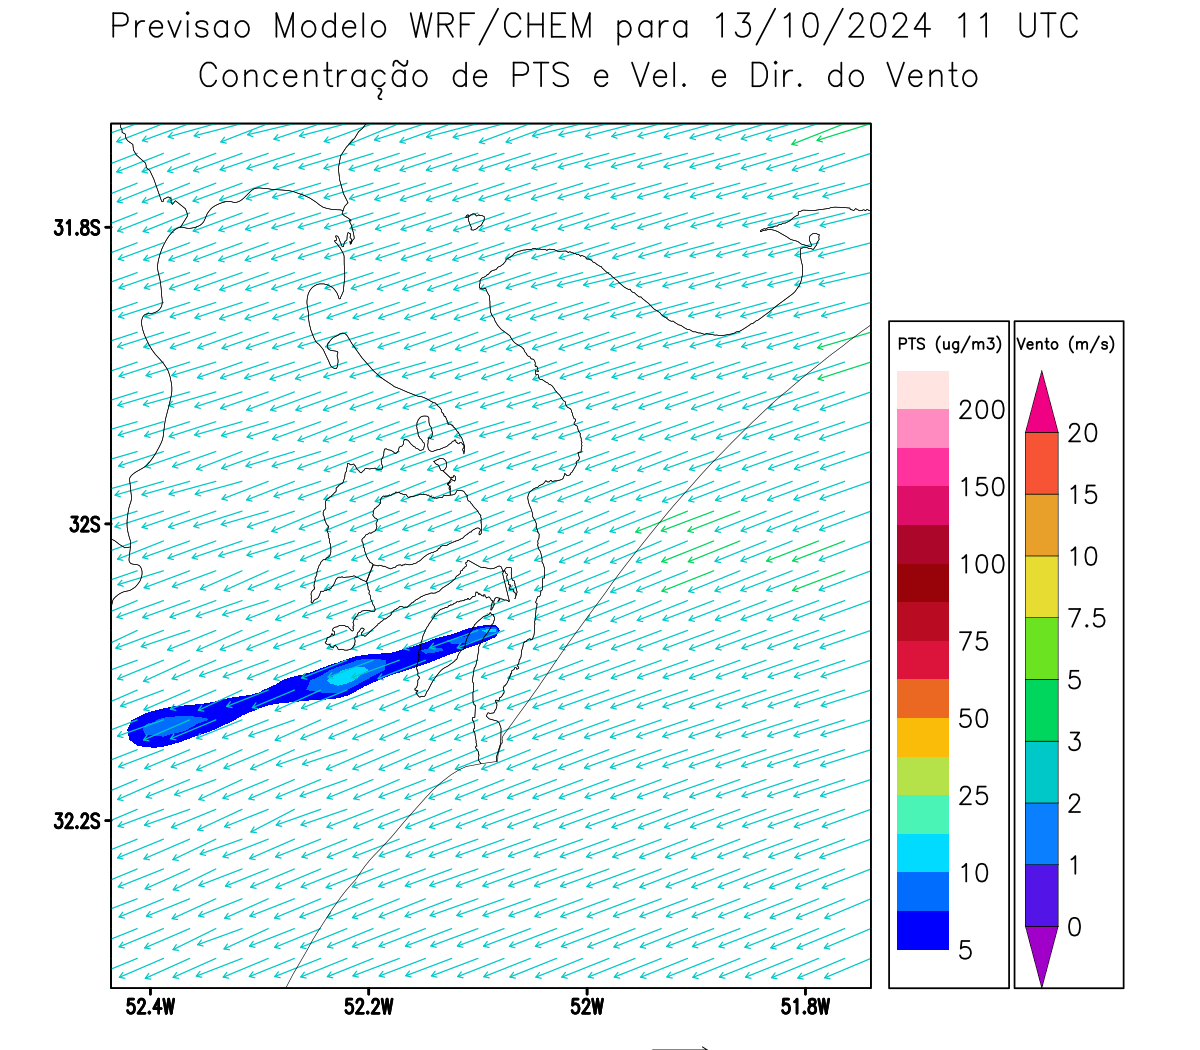 Previsao Modelo WRF/CHEM para 13/10/2024 11 UTC
Concentração de PTS e Vel. e Dir. do Vento
31.8S
32S
32.2S
52.4W
52.2W
52W
51.8W
PTS (ug/m3)
200
150
100
75
50
25
10
5
Vento (m/s)
20
15
10
7.5
5
3
2
1
0